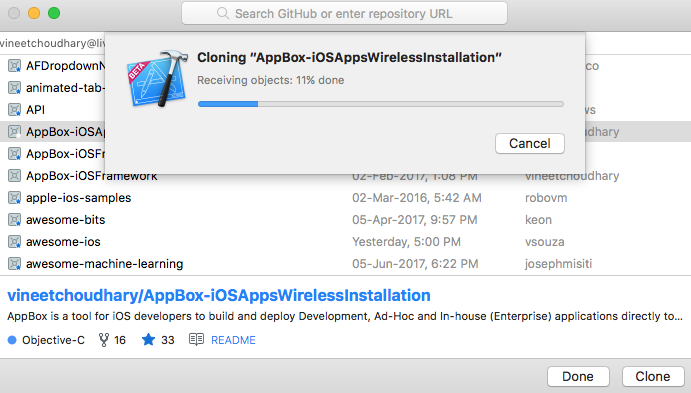 Search GitHub or enter repository URL
vineetchoudhary@liv
Cloning “AppBox-iOSAppsWirelessInstallation”
BETA
Receiving objects: 11% done
Cancel
AFDropdownN co
animated-tab-
API ws
AppBox-iOSAp dhary
AppBox-iOSFr
AppBox-iOSFramework 02-Feb-2017, 1:08 PM vineetchoudhary
apple-ios-samples 02-Mar-2016, 5:42 AM robovm
awesome-bits 05-Apr-2017, 9:57 PM keon
awesome-ios Yesterday, 5:00 PM vsouza
awesome-machine-learning 05-Jun-2017, 6:22 PM josephmisiti
vineetchoudhary/AppBox-iOSAppsWirelessInstallation
AppBox is a tool for iOS developers to build and deploy Development, Ad-Hoc and In-house (Enterprise) applications directly to...
Objective-C 16 33 README
Done Clone